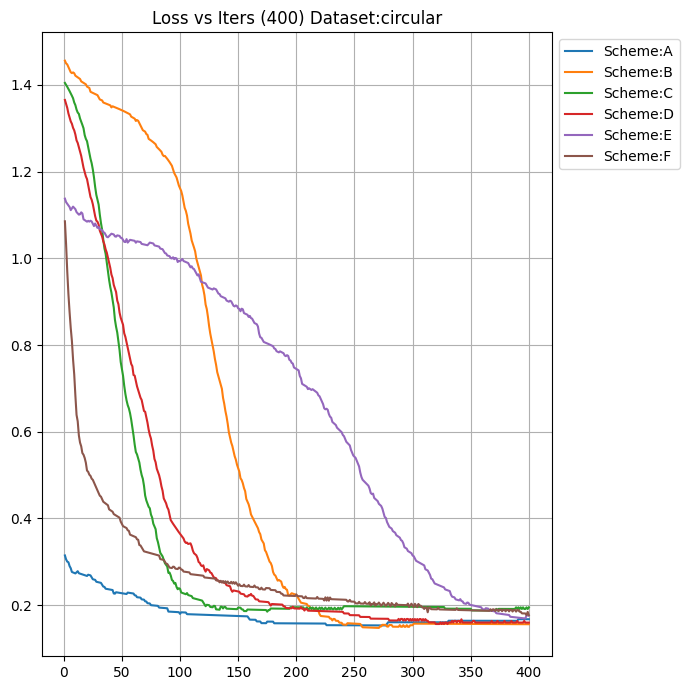 Loss vs Iters (400) Dataset:circular
1.4
1.2
1.0
0.8
0.6
0.4
0.2
0 50 100 150 200 250 300 350 400
Scheme:A
Scheme:B
Scheme:C
Scheme:D
Scheme:E
Scheme:F